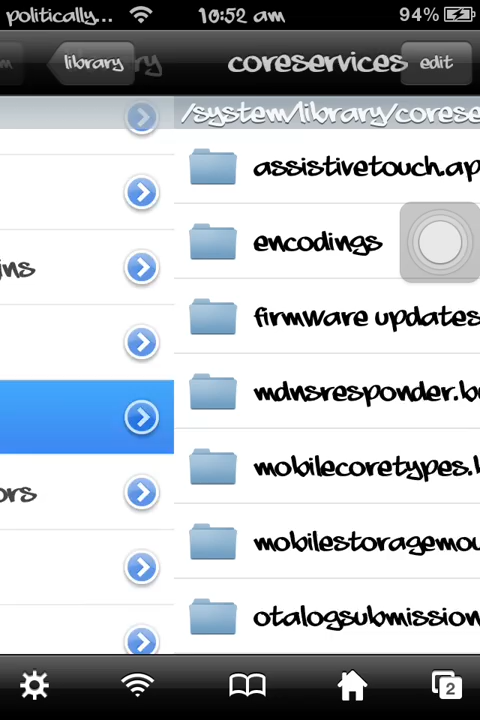 politically... 10:52 am 94%
m library library coreservices edit
/system/library/corese
assistivetouch.ap
encodings
ins
firmware updates
mdnsresponder.b
mobilecoretypes.b
ors
mobilestoragemou
otalogsubmission
2